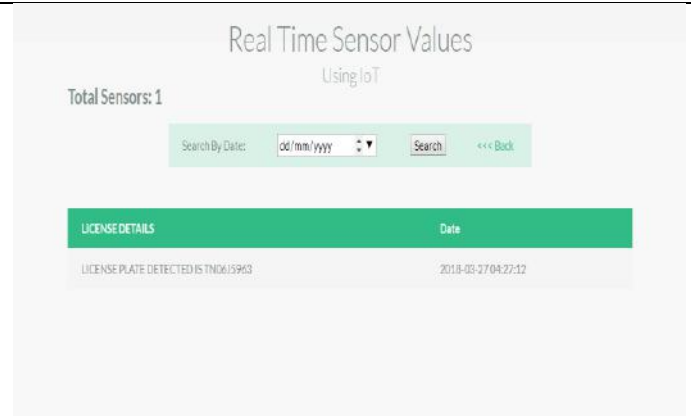 Real Time Sensor Values
Using IoT
Total Sensors: 1
Search By Date: dd/mm/yyyy Search <<< Back
LICENSE DETAILS Date
LICENSE PLATE DETECTED IS TN06J5963 2018-03-27 04:27:12